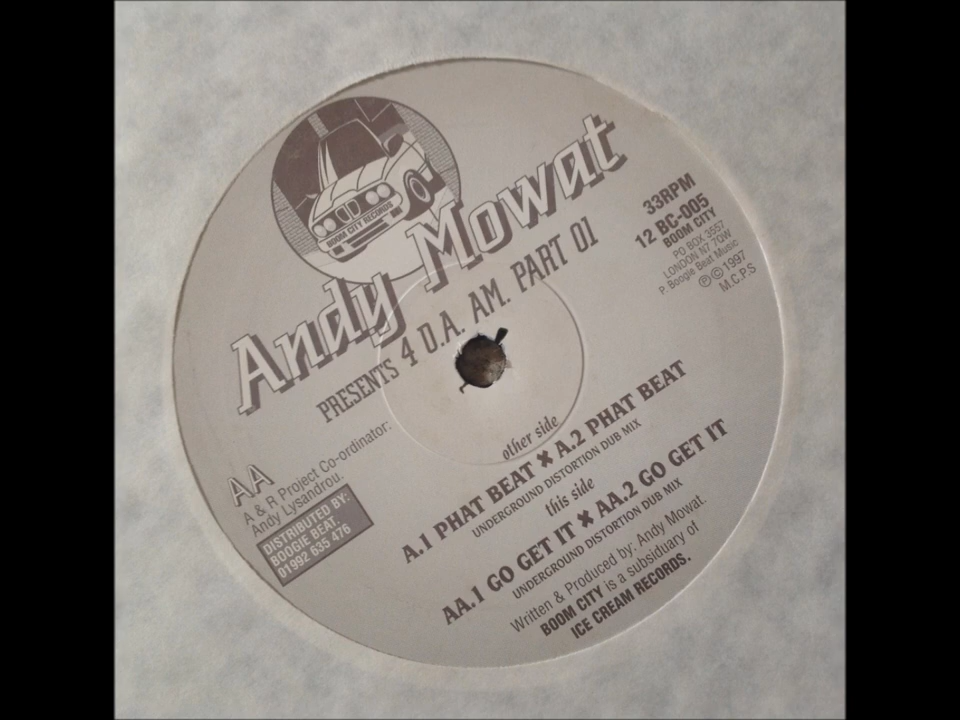 BOOM CITY RECORDS
Andy Mowat
PRESENTS 4 D.A. AM. PART 01
33RPM
12 BC-005
BOOM CITY
PO BOX 3557
LONDON N7 7QW
P. Boogie Beat Music
℗© 1997
M.C.P.S
AA
A & R Project Co-ordinator:
Andy Lysandrou.
DISTRIBUTED BY:
BOOGIE BEAT.
01992 635 476
other side
A.1 PHAT BEAT ✖ A.2 PHAT BEAT
UNDERGROUND DISTORTION DUB MIX
this side
AA.1 GO GET IT ✖ AA.2 GO GET IT
UNDERGROUND DISTORTION DUB MIX
Written & Produced by: Andy Mowat.
BOOM CITY is a subsiduary of
ICE CREAM RECORDS.